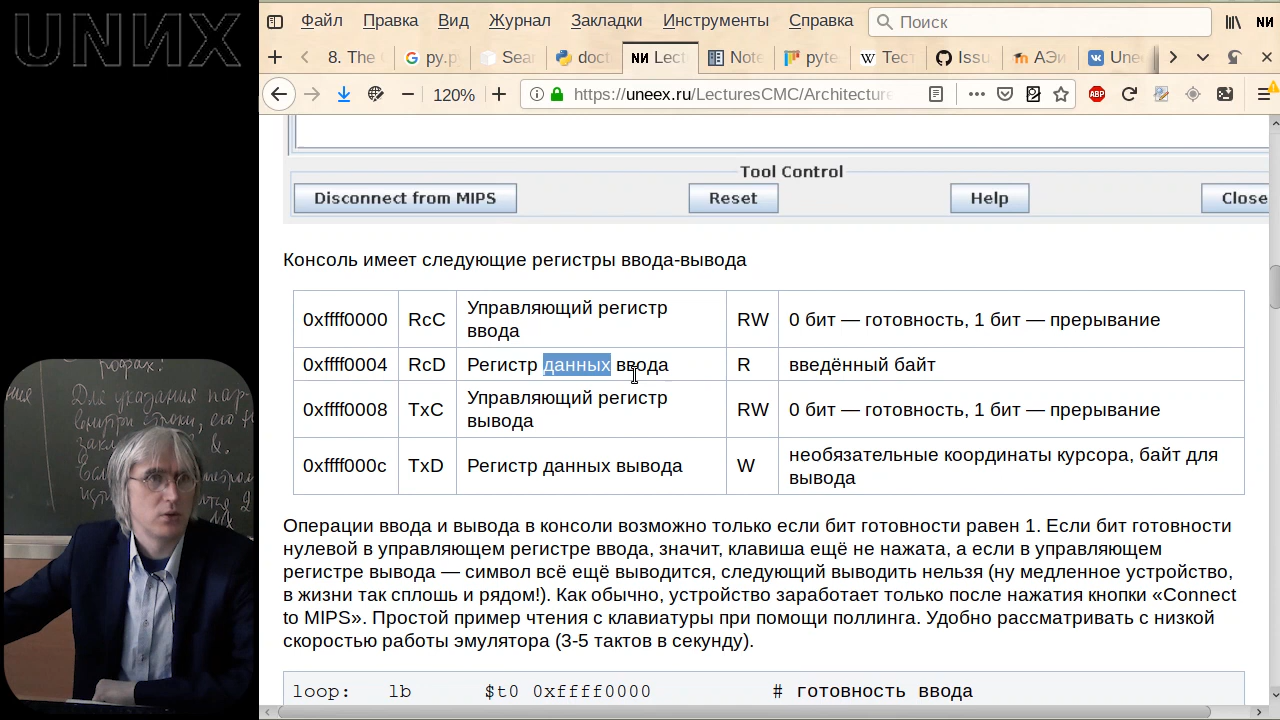 UNИX
Файл Правка Вид Журнал Закладки Инструменты Справка Поиск
8. The ру.р Sear doct Lect Note pyte Тест Issu АЭи Unee
120% https://uneex.ru/LecturesCMC/Architecture
Tool Control
Disconnect from MIPS Reset Help Close
Консоль имеет следующие регистры ввода-вывода
0xffff0000 RcC Управляющий регистр ввода RW 0 бит — готовность, 1 бит — прерывание
0xffff0004 RcD Регистр данных ввода R введённый байт
0xffff0008 TxC Управляющий регистр вывода RW 0 бит — готовность, 1 бит — прерывание
0xffff000c TxD Регистр данных вывода W необязательные координаты курсора, байт для вывода
Операции ввода и вывода в консоли возможно только если бит готовности равен 1. Если бит готовности
нулевой в управляющем регистре ввода, значит, клавиша ещё не нажата, а если в управляющем
регистре вывода — символ всё ещё выводится, следующий выводить нельзя (ну медленное устройство,
в жизни так сплошь и рядом!). Как обычно, устройство заработает только после нажатия кнопки «Connect
to MIPS». Простой пример чтения с клавиатуры при помощи поллинга. Удобно рассматривать с низкой
скоростью работы эмулятора (3-5 тактов в секунду).
loop: lb $t0 0xffff0000 # готовность ввода
Для указания